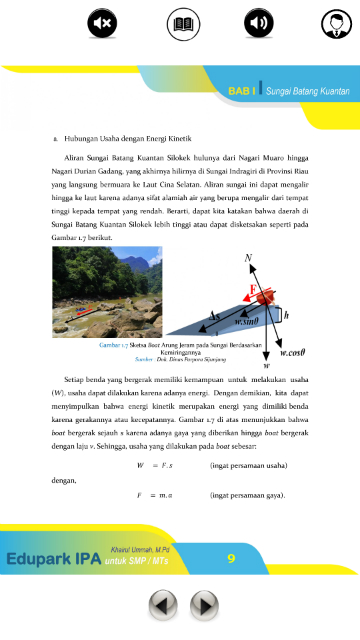 BAB I Sungai Batang Kuantan
a. Hubungan Usaha dengan Energi Kinetik
Aliran Sungai Batang Kuantan Silokek hulunya dari Nagari Muaro hingga
Nagari Durian Gadang, yang akhirnya hilirnya di Sungai Indragiri di Provinsi Riau
yang langsung bermuara ke Laut Cina Selatan. Aliran sungai ini dapat mengalir
hingga ke laut karena adanya sifat alamiah air yang berupa mengalir dari tempat
tinggi kepada tempat yang rendah. Berarti, dapat kita katakan bahwa daerah di
Sungai Batang Kuantan Silokek lebih tinggi atau dapat disketsakan seperti pada
Gambar 1.7 berikut.
N
F
Δs
w.sinθ
h
w.cosθ
w
Gambar 1.7 Sketsa Boat Arung Jeram pada Sungai Berdasarkan
Kemiringannya
Sumber : Dok. Dinas Parpora Sijunjung
Setiap benda yang bergerak memiliki kemampuan untuk melakukan usaha
(W), usaha dapat dilakukan karena adanya energi. Dengan demikian, kita dapat
menyimpulkan bahwa energi kinetik merupakan energi yang dimiliki benda
karena gerakannya atau kecepatannya. Gambar 1.7 di atas menunjukkan bahwa
boat bergerak sejauh s karena adanya gaya yang diberikan hingga boat bergerak
dengan laju v. Sehingga, usaha yang dilakukan pada boat sebesar:
W = F.s (ingat persamaan usaha)
dengan,
F = m.a (ingat persamaan gaya).
Khairul Ummah, M.Pd
Edupark IPA untuk SMP / MTs
9